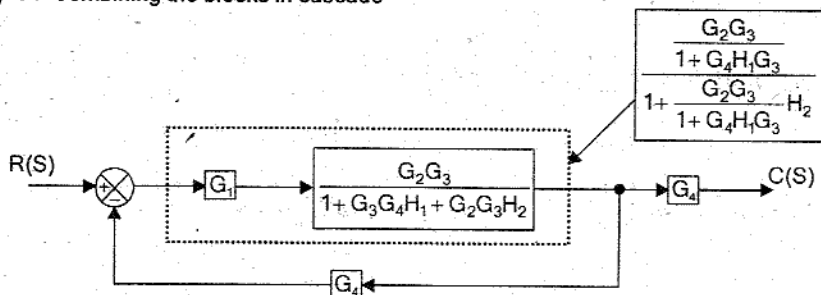 Combining the blocks in cascade
G₂G₃
1 + G₄H₁G₃
1 + G₂G₃ H₂
1 + G₄H₁G₃
R(S)
+
−
G₁
G₂G₃
1 + G₃G₄H₁ + G₂G₃H₂
G₄
C(S)
G₄